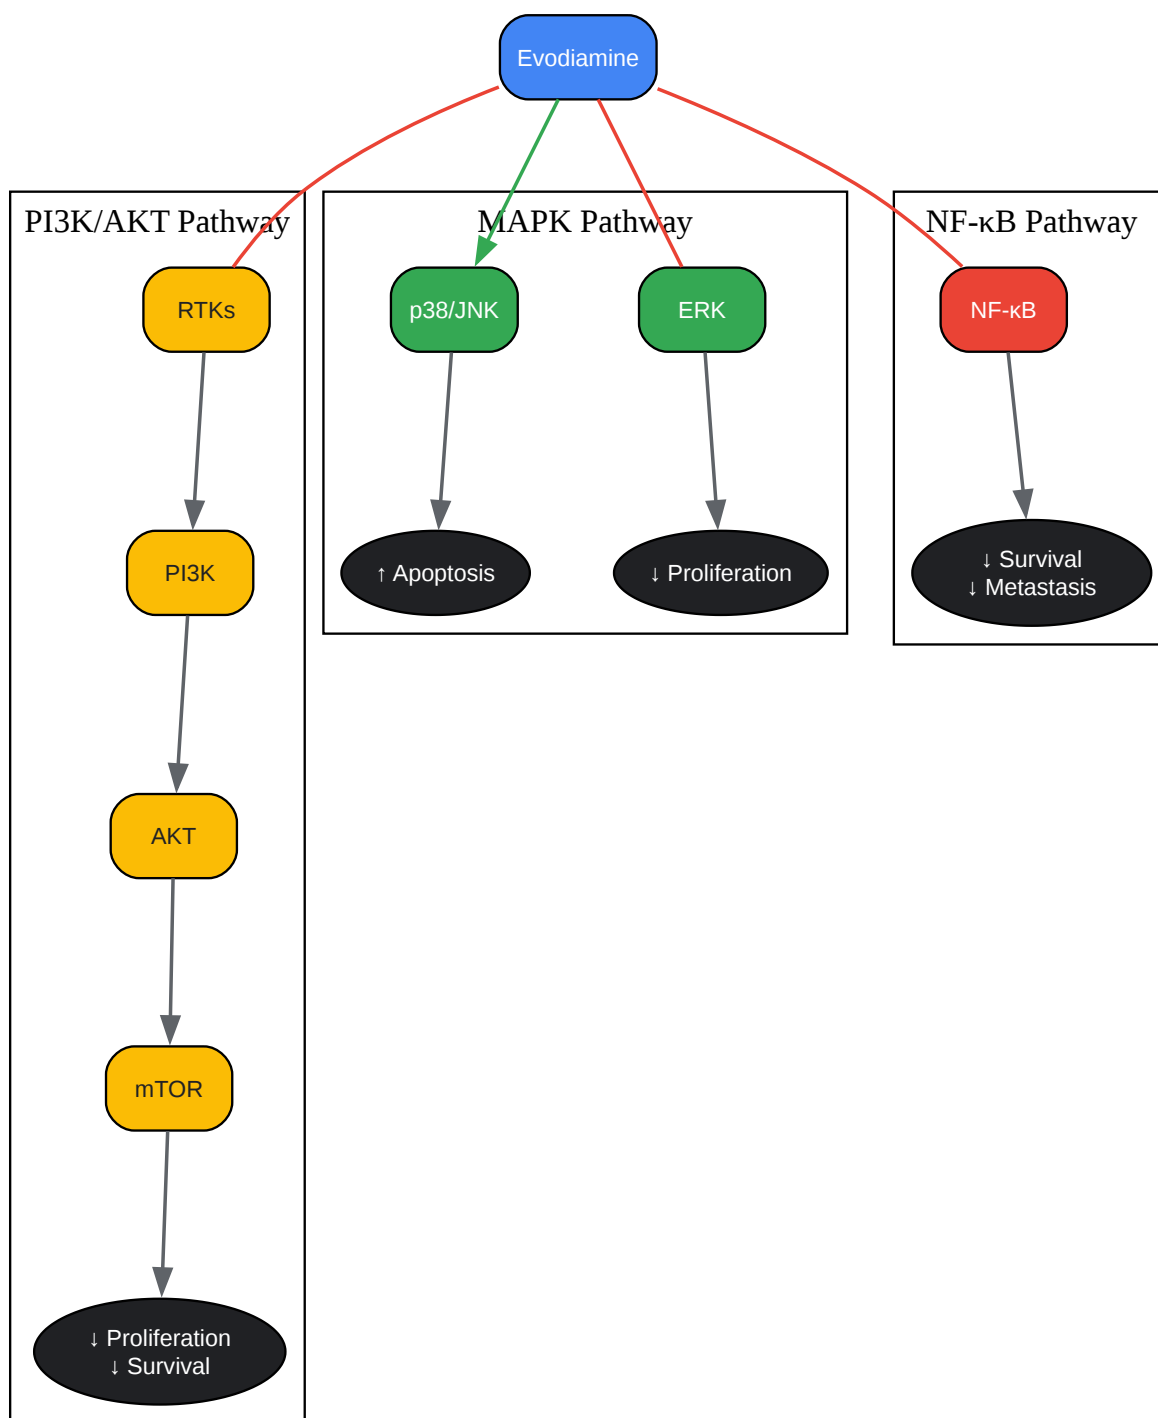 Evodiamine
PI3K/AKT Pathway
MAPK Pathway
NF-κB Pathway
RTKs
p38/JNK
ERK
NF-κB
PI3K
↑ Apoptosis
↓ Proliferation
↓ Survival
↓ Metastasis
AKT
mTOR
↓ Proliferation
↓ Survival